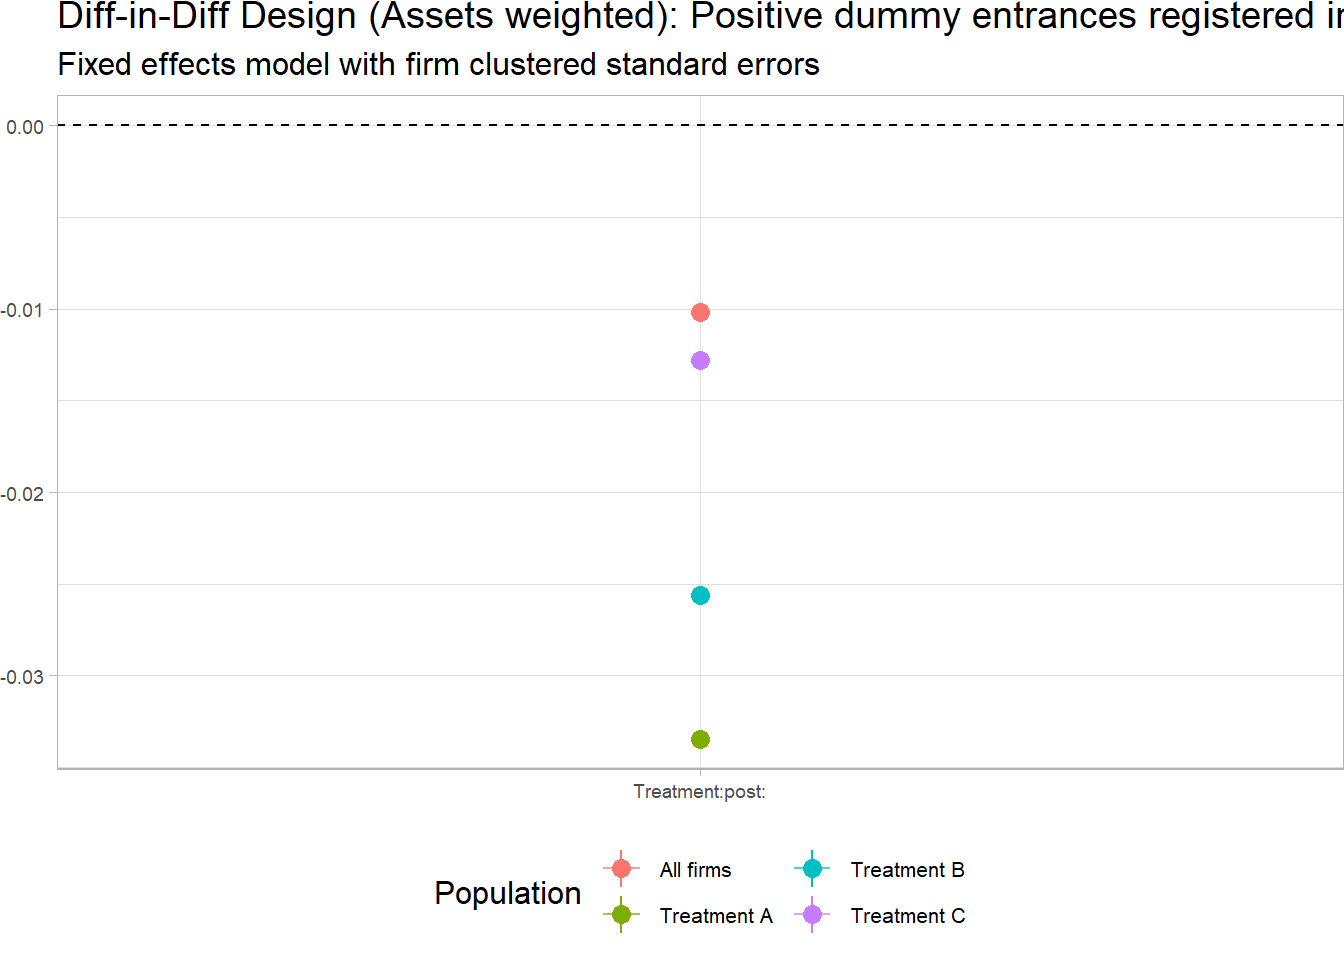 Diff-in-Diff Design (Assets weighted): Positive dummy entrances registered
Fixed effects model with firm clustered standard errors
0.00
-0.01
-0.02
-0.03
Treatment:post:
Population
All firms
Treatment B
Treatment A
Treatment C